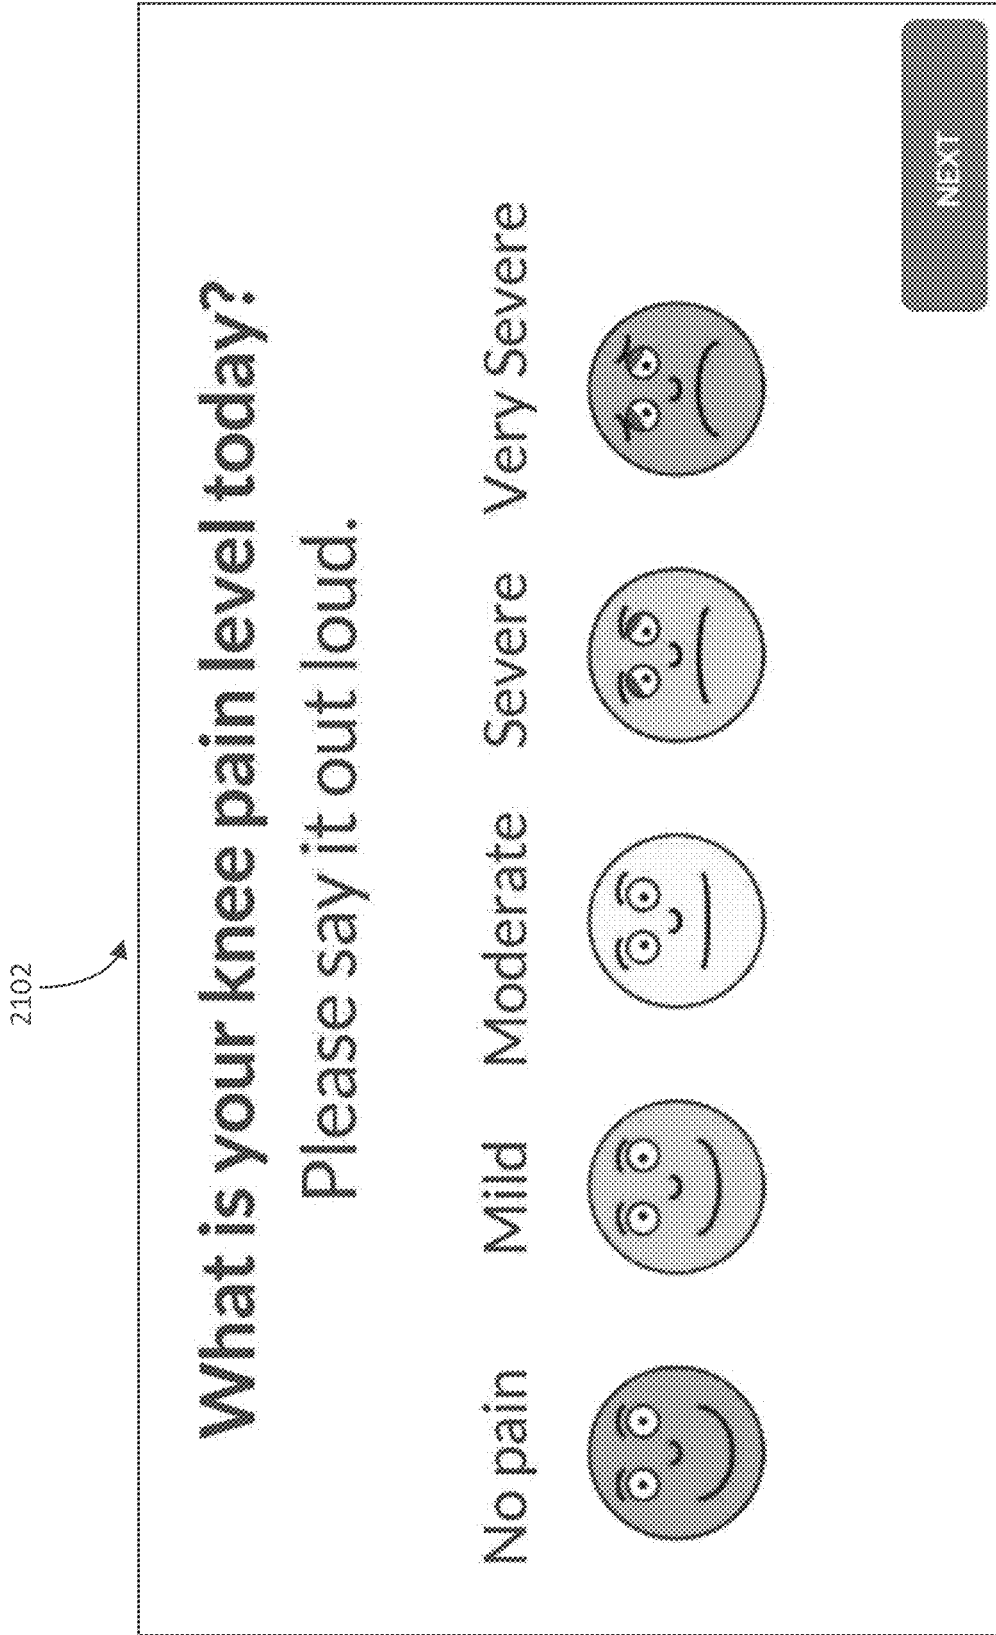 2102
What is your knee pain level today?
Please say it out loud.
No pain Mild Moderate Severe Very Severe
NEXT